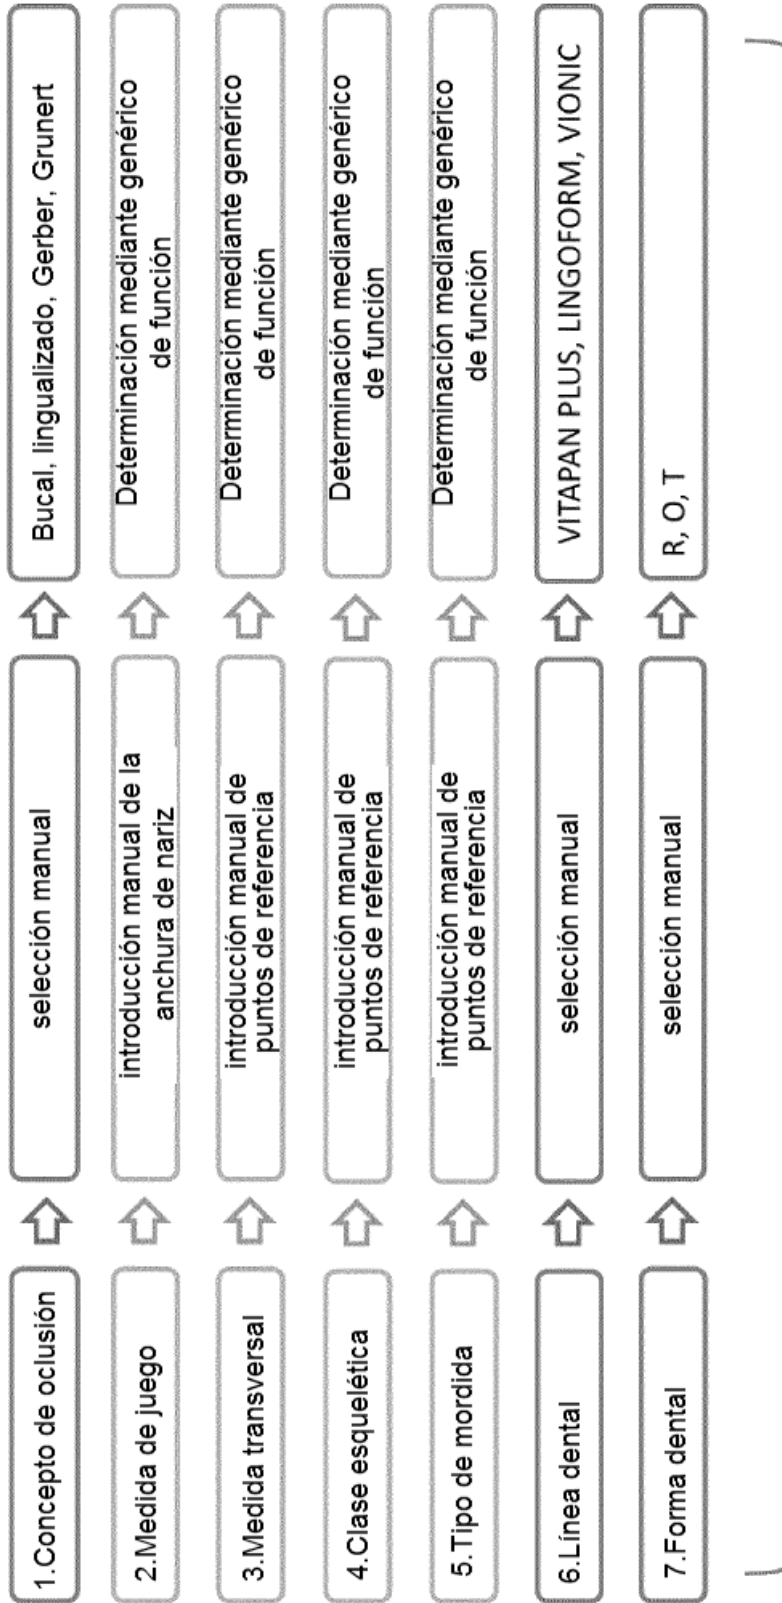 1.Concepto de oclusión
selección manual
Bucal, lingualizado, Gerber, Grunert
2.Medida de juego
introducción manual de la
anchura de nariz
Determinación mediante genérico
de función
3.Medida transversal
introducción manual de
puntos de referencia
Determinación mediante genérico
de función
4.Clase esquelética
introducción manual de
puntos de referencia
Determinación mediante genérico
de función
5.Tipo de mordida
introducción manual de
puntos de referencia
Determinación mediante genérico
de función
6.Línea dental
selección manual
VITAPAN PLUS, LINGOFORM, VIONIC
7.Forma dental
selección manual
R, O, T